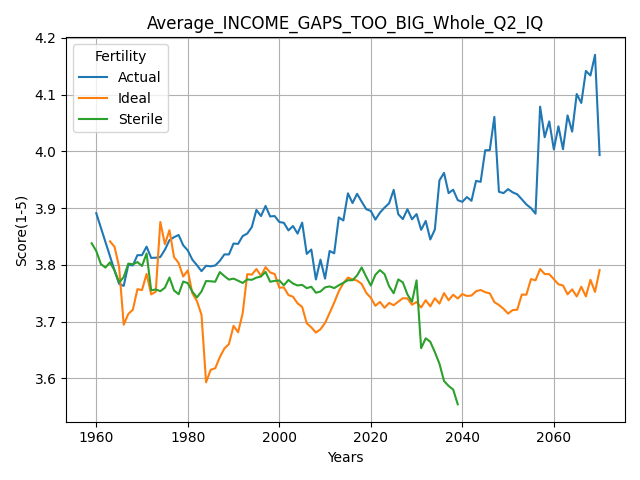 Average_INCOME_GAPS_TOO_BIG_Whole_Q2_IQ
Fertility
Actual
Ideal
Sterile
Score(1-5)
4.2
4.1
4.0
3.9
3.8
3.7
3.6
1960
1980
2000
2020
2040
2060
Years